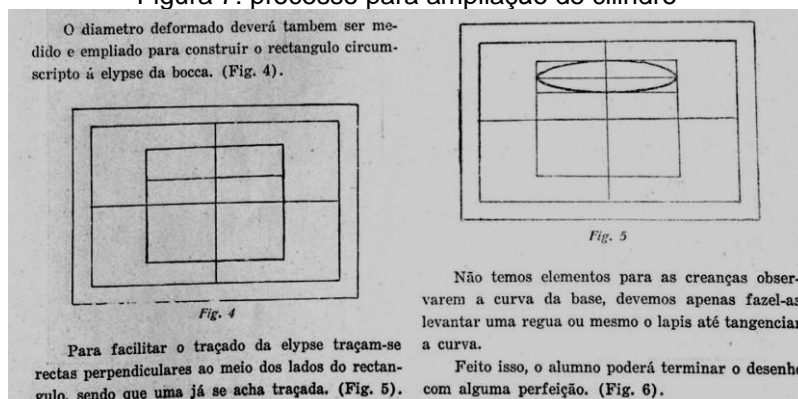 Figura 7: processo para ampliação do cilindro
O diametro deformado deverá tambem ser me-
dido e empliado para construir o rectangulo circum-
scripto á elypse da bocca. (Fig. 4).
Fig. 4
Para facilitar o traçado da elypse traçam-se
rectas perpendiculares ao meio dos lados do rectan-
gulo, sendo que uma já se acha traçada. (Fig. 5).
Fig. 5
Não temos elementos para as creanças obser-
varem a curva da base, devemos apenas fazel-as
levantar uma regua ou mesmo o lapis até tangenciar
a curva.
Feito isso, o alumno poderá terminar o desenho
com alguma perfeição. (Fig. 6).